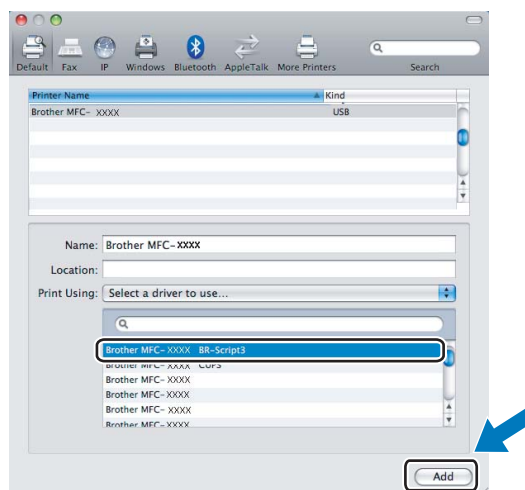 Default Fax IP Windows Bluetooth AppleTalk More Printers Search
Printer Name Kind
Brother MFC- XXXX USB
Name: Brother MFC-XXXX
Location:
Print Using: Select a driver to use...
Brother MFC-XXXX BR-Script3
Brother MFC- XXXX CUPS
Brother MFC-XXXX
Brother MFC-XXXX
Brother MFC- XXXX
Brother MFC-XXXX
Add